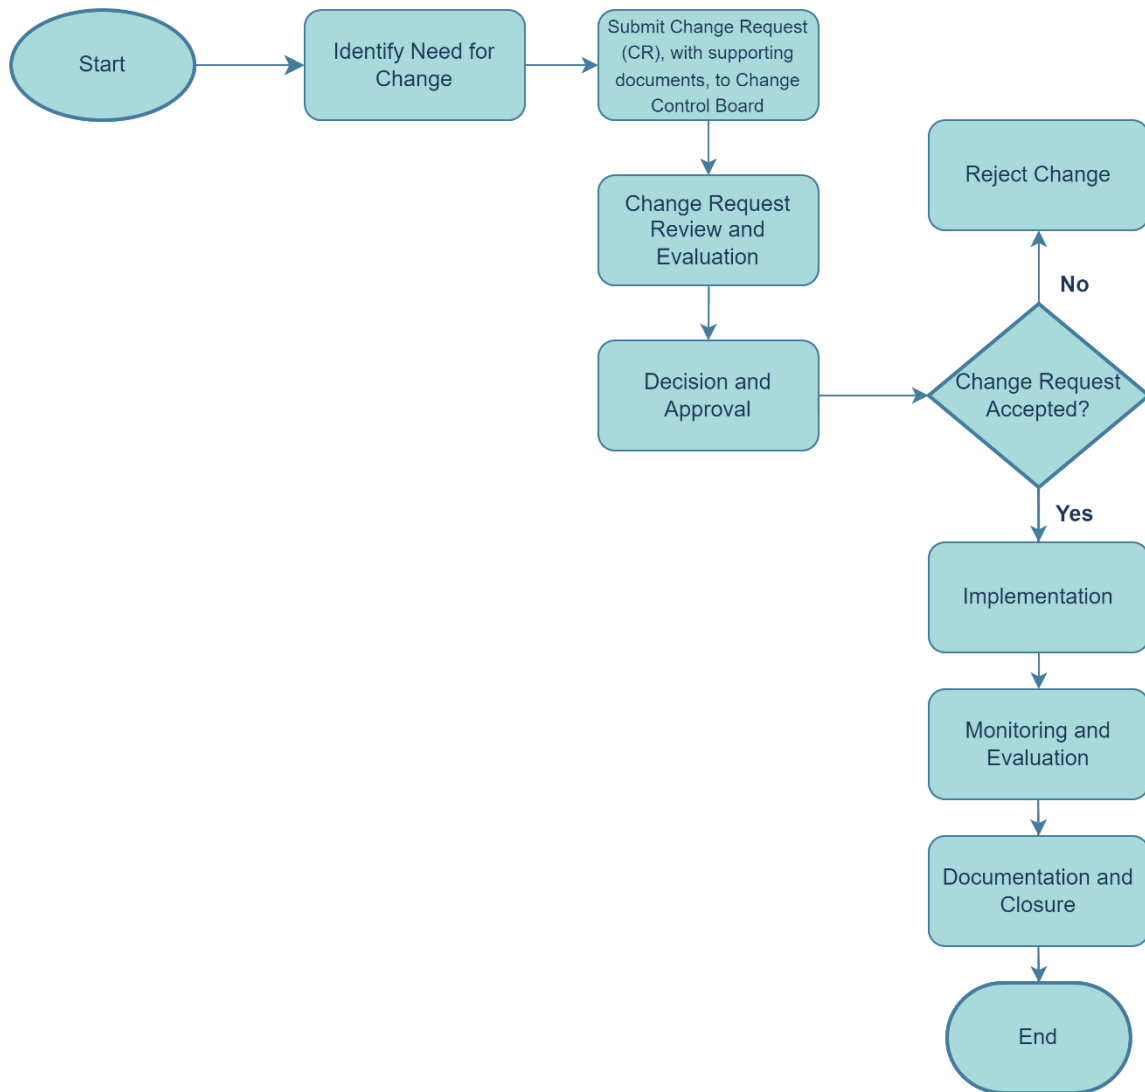 Start
Identify Need for
Change
Submit Change Request
(CR), with supporting
documents, to Change
Control Board
Change Request
Review and
Evaluation
Decision and
Approval
Change Request
Accepted?
No
Reject Change
Yes
Implementation
Monitoring and
Evaluation
Documentation and
Closure
End